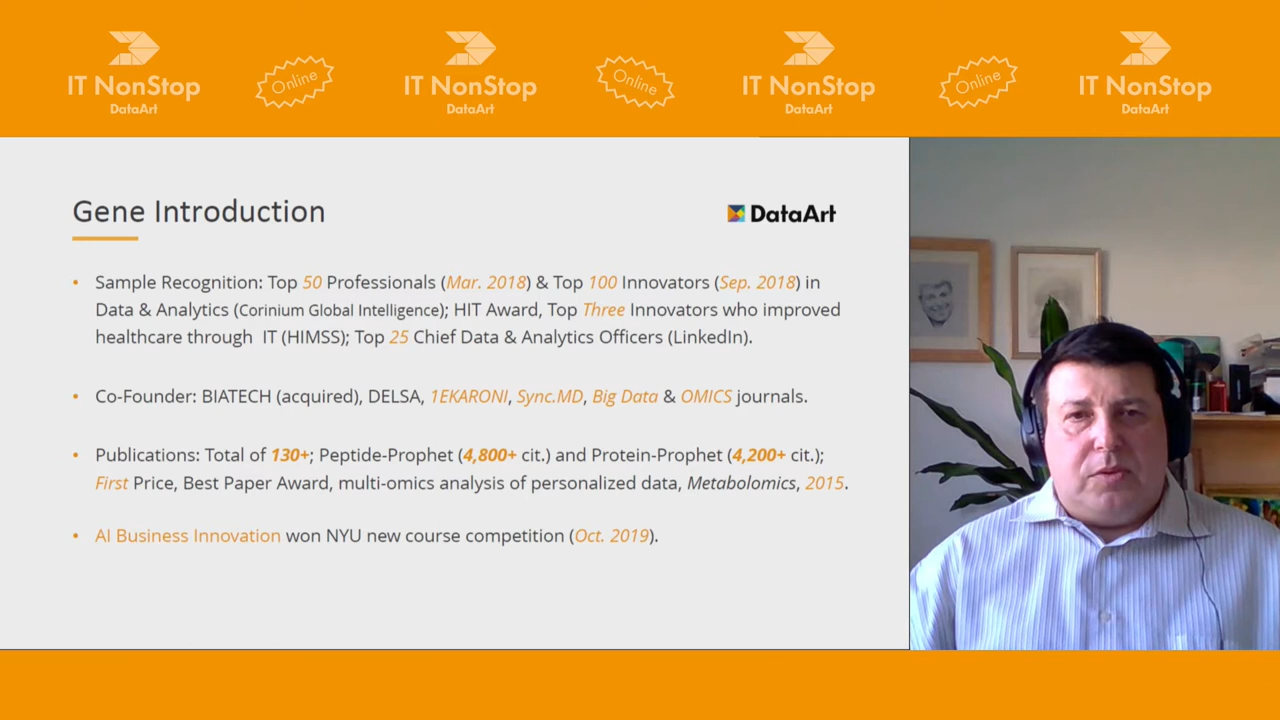 IT NonStop
DataArt
Online
IT NonStop
DataArt
Online
IT NonStop
DataArt
Online
IT NonStop
DataArt
Gene Introduction
DataArt
• Sample Recognition: Top 50 Professionals (Mar. 2018) & Top 100 Innovators (Sep. 2018) in
Data & Analytics (Corinium Global Intelligence); HIT Award, Top Three Innovators who improved
healthcare through IT (HIMSS); Top 25 Chief Data & Analytics Officers (LinkedIn).
• Co-Founder: BIATECH (acquired), DELSA, 1EKARONI, Sync.MD, Big Data & OMICS journals.
• Publications: Total of 130+; Peptide-Prophet (4,800+ cit.) and Protein-Prophet (4,200+ cit.);
First Price, Best Paper Award, multi-omics analysis of personalized data, Metabolomics, 2015.
• AI Business Innovation won NYU new course competition (Oct. 2019).